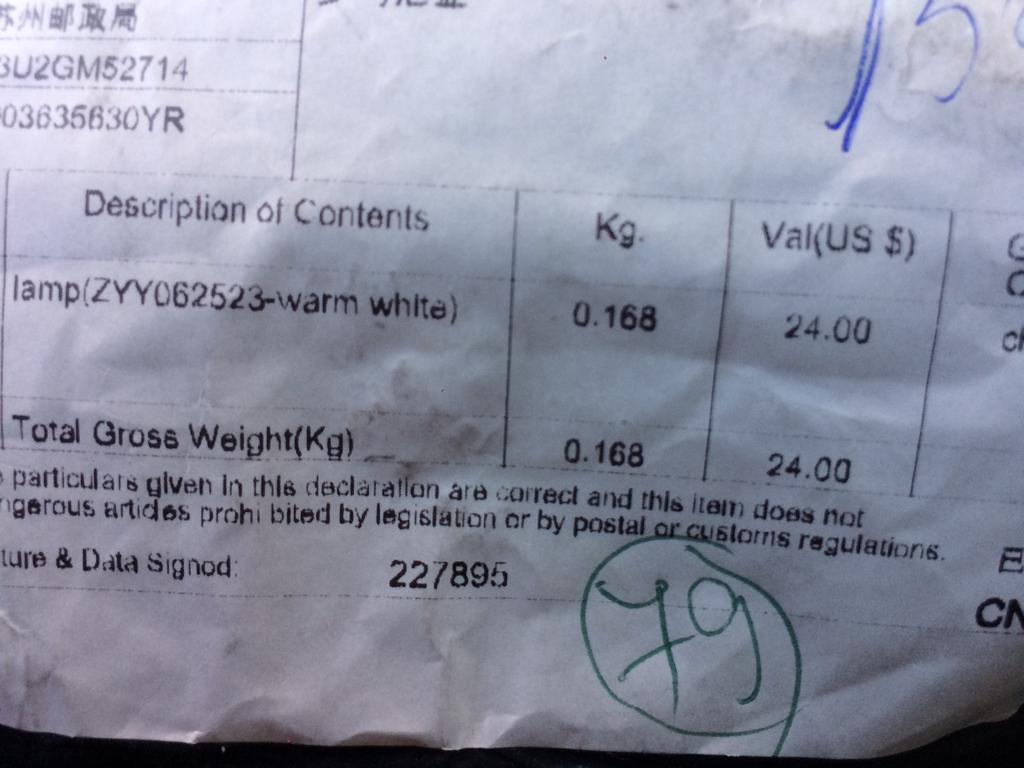 苏州邮政局
3U2GM52714
03635630YR
Description of Contents Kg. Val(US $)
lamp(ZYY062523-warm white) 0.168 24.00
Total Gross Weight(Kg) 0.168 24.00
particulars given in this declaration are correct and this item does not
ngerous articles prohi bited by legislation or by postal or customs regulations.
ture & Data Signed: 227895
CN
79